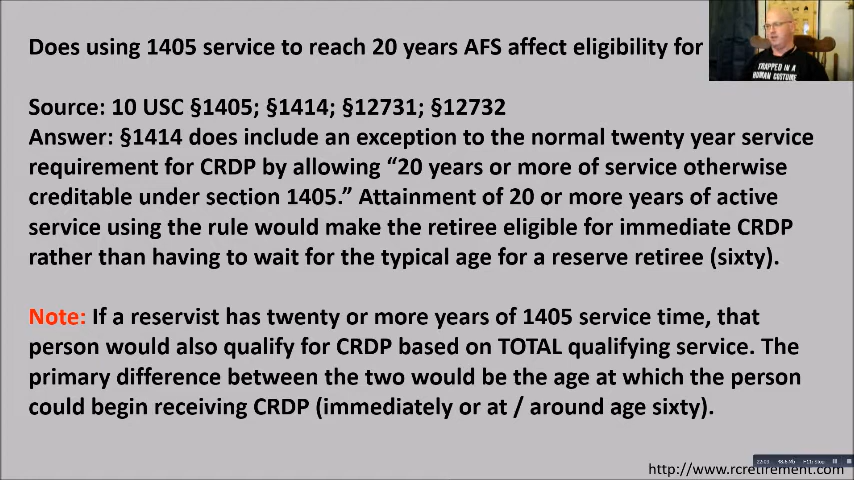 Does using 1405 service to reach 20 years AFS affect eligibility for
TRAPPED IN A
HUMAN COSTUME
Source: 10 USC §1405; §1414; §12731; §12732
Answer: §1414 does include an exception to the normal twenty year service
requirement for CRDP by allowing “20 years or more of service otherwise
creditable under section 1405.” Attainment of 20 or more years of active
service using the rule would make the retiree eligible for immediate CRDP
rather than having to wait for the typical age for a reserve retiree (sixty).
Note: If a reservist has twenty or more years of 1405 service time, that
person would also qualify for CRDP based on TOTAL qualifying service. The
primary difference between the two would be the age at which the person
could begin receiving CRDP (immediately or at / around age sixty).
http://www.rcretirement.com